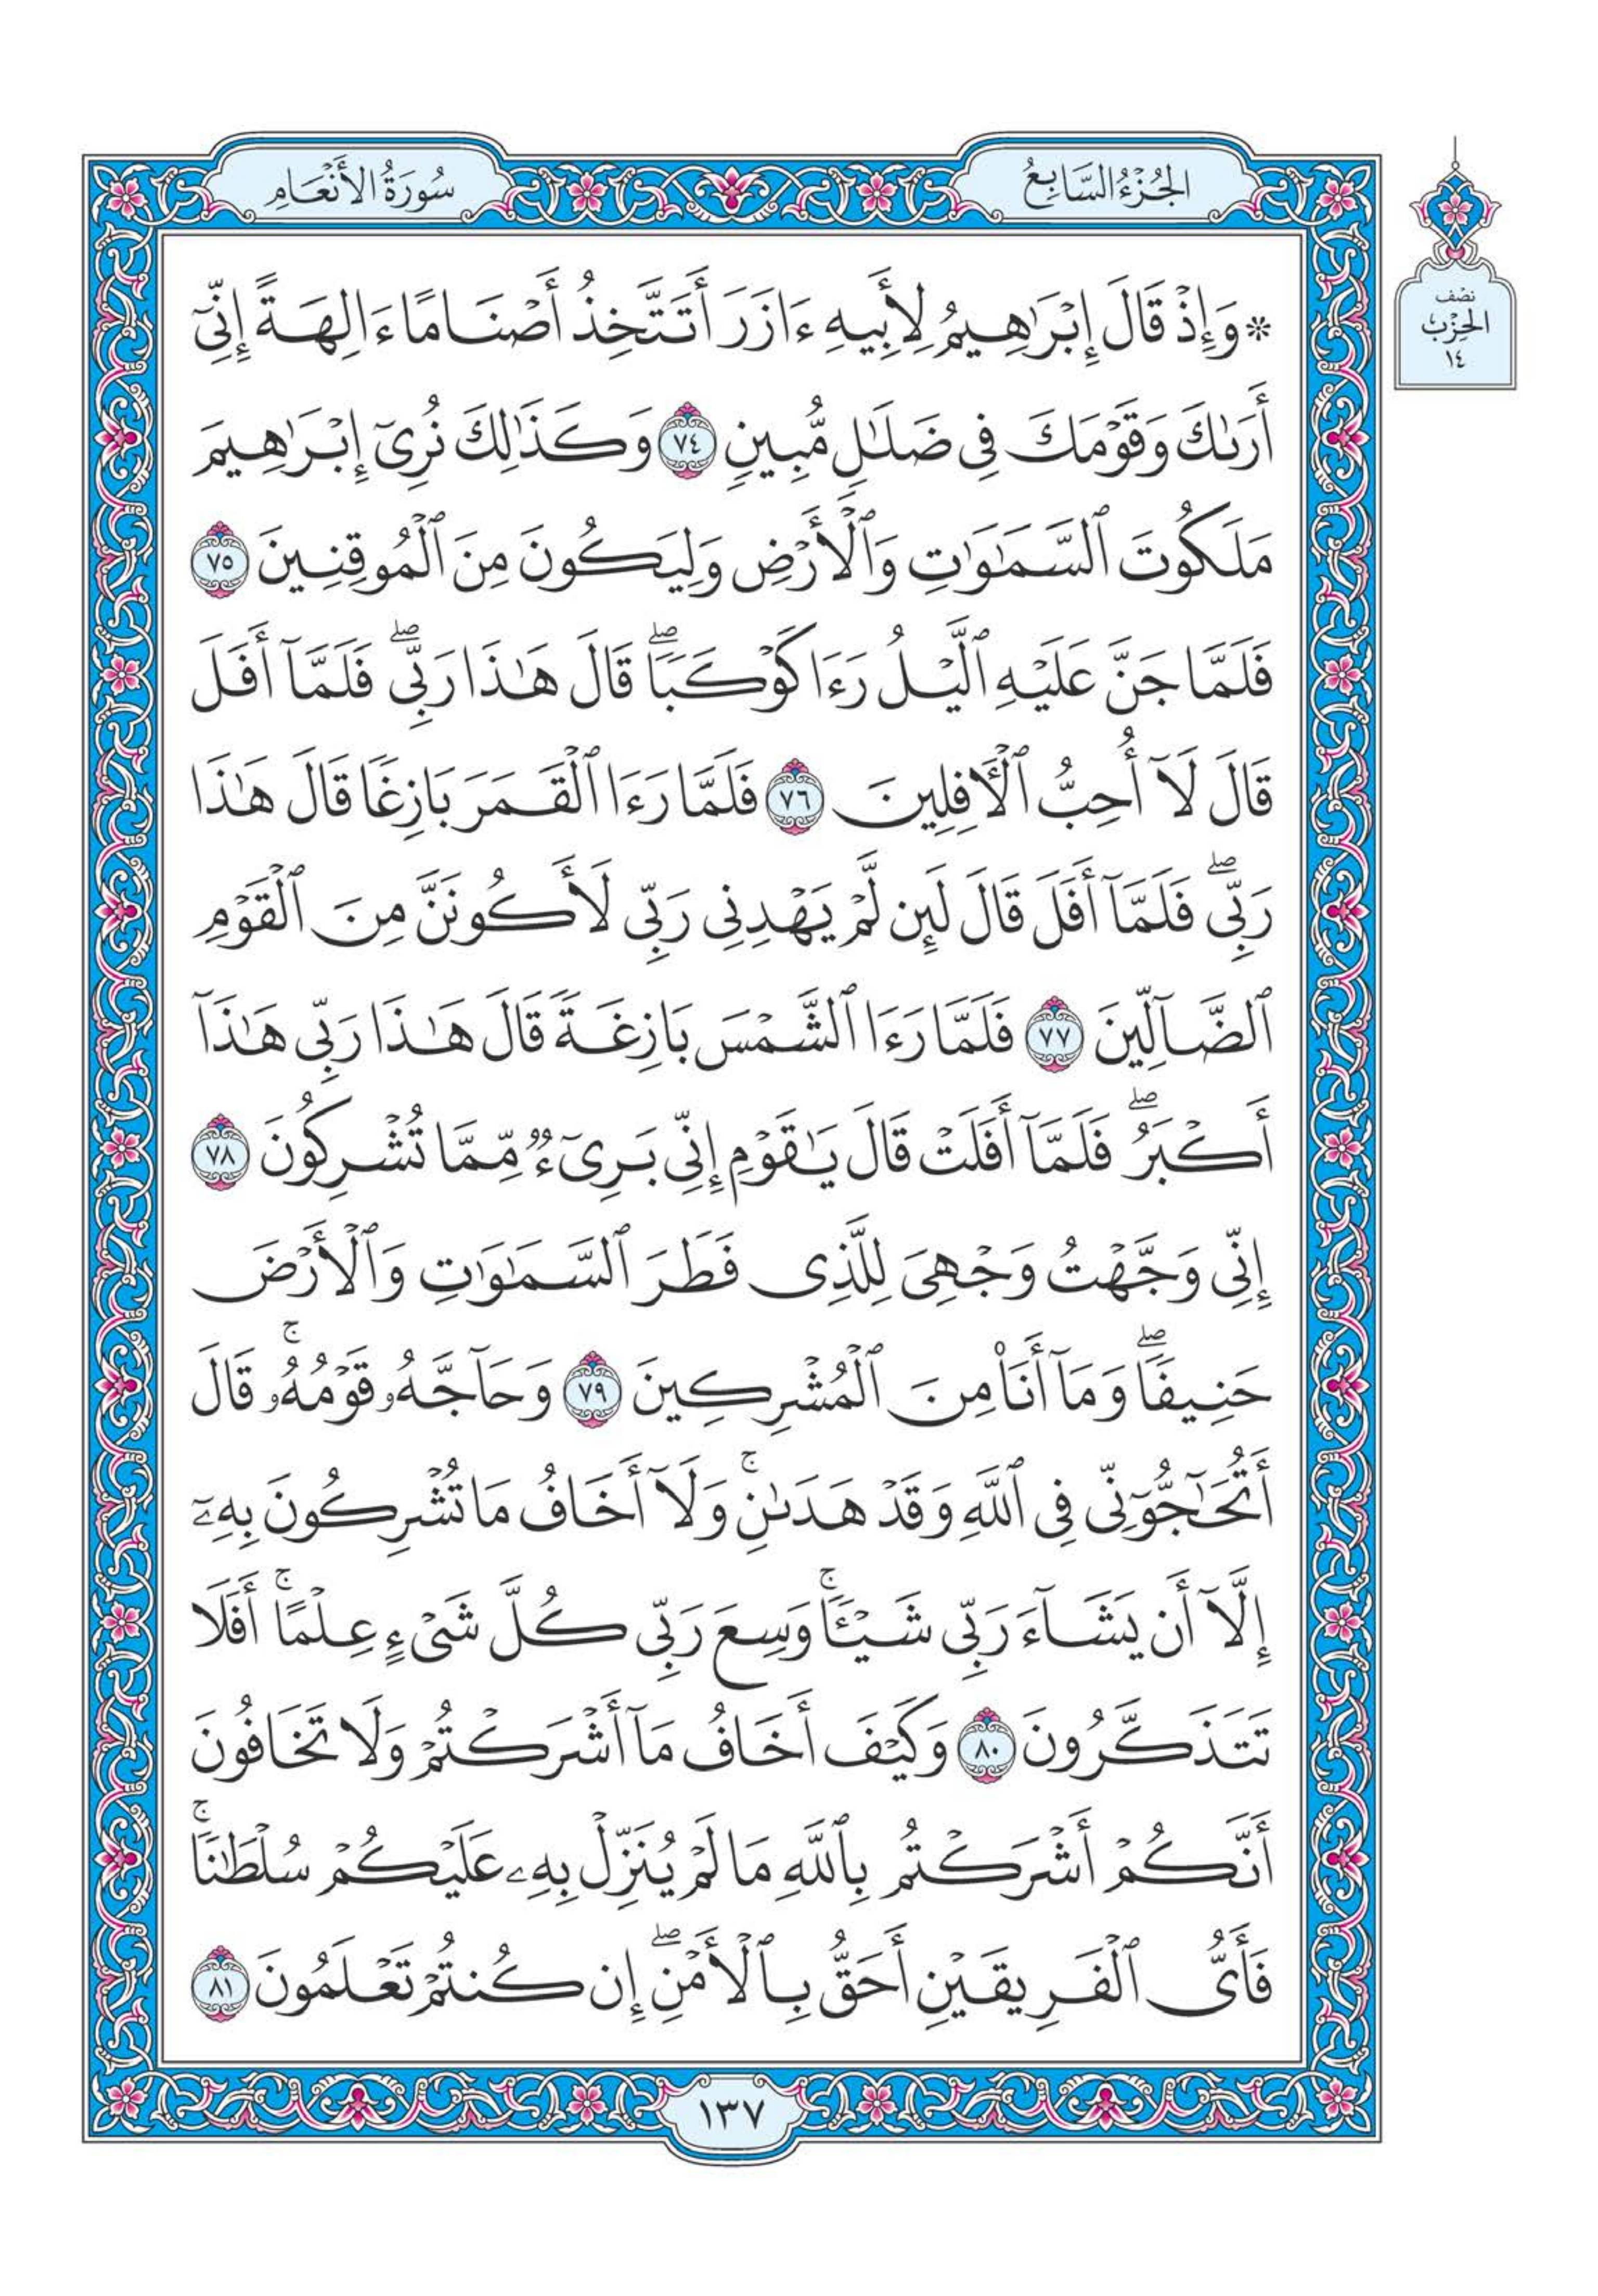 الجُزْءُ السَّابِعُ
سُورَةُ الأَنْعَامِ
نصف
الحِزْب
١٤
۞ وَإِذْ قَالَ إِبْرَٰهِيمُ لِأَبِيهِ ءَازَرَ أَتَتَّخِذُ أَصْنَامًا ءَالِهَةً إِنِّىٓ
أَرَىٰكَ وَقَوْمَكَ فِى ضَلَٰلٍ مُّبِينٍ ٧٤ وَكَذَٰلِكَ نُرِىٓ إِبْرَٰهِيمَ
مَلَكُوتَ ٱلسَّمَٰوَٰتِ وَٱلْأَرْضِ وَلِيَكُونَ مِنَ ٱلْمُوقِنِينَ ٧٥
فَلَمَّا جَنَّ عَلَيْهِ ٱلَّيْلُ رَءَا كَوْكَبًاۖ قَالَ هَٰذَا رَبِّىۖ فَلَمَّآ أَفَلَ
قَالَ لَآ أُحِبُّ ٱلْأٓفِلِينَ ٧٦ فَلَمَّا رَءَا ٱلْقَمَرَ بَازِغًا قَالَ هَٰذَا
رَبِّىۖ فَلَمَّآ أَفَلَ قَالَ لَئِن لَّمْ يَهْدِنِى رَبِّى لَأَكُونَنَّ مِنَ ٱلْقَوْمِ
ٱلضَّآلِّينَ ٧٧ فَلَمَّا رَءَا ٱلشَّمْسَ بَازِغَةً قَالَ هَٰذَا رَبِّى هَٰذَآ
أَكْبَرُۖ فَلَمَّآ أَفَلَتْ قَالَ يَٰقَوْمِ إِنِّى بَرِىٓءٌ مِّمَّا تُشْرِكُونَ ٧٨
إِنِّى وَجَّهْتُ وَجْهِىَ لِلَّذِى فَطَرَ ٱلسَّمَٰوَٰتِ وَٱلْأَرْضَ
حَنِيفًاۖ وَمَآ أَنَا۠ مِنَ ٱلْمُشْرِكِينَ ٧٩ وَحَآجَّهُۥ قَوْمُهُۥۚ قَالَ
أَتُحَٰٓجُّوٓنِّى فِى ٱللَّهِ وَقَدْ هَدَىٰنِۚ وَلَآ أَخَافُ مَا تُشْرِكُونَ بِهِۦٓ
إِلَّآ أَن يَشَآءَ رَبِّى شَيْـًٔاۚ وَسِعَ رَبِّى كُلَّ شَىْءٍ عِلْمًاۚ أَفَلَا
تَتَذَكَّرُونَ ٨٠ وَكَيْفَ أَخَافُ مَآ أَشْرَكْتُمْ وَلَا تَخَافُونَ
أَنَّكُمْ أَشْرَكْتُم بِٱللَّهِ مَا لَمْ يُنَزِّلْ بِهِۦ عَلَيْكُمْ سُلْطَٰنًاۚ
فَأَىُّ ٱلْفَرِيقَيْنِ أَحَقُّ بِٱلْأَمْنِۖ إِن كُنتُمْ تَعْلَمُونَ ٨١
١٣٧